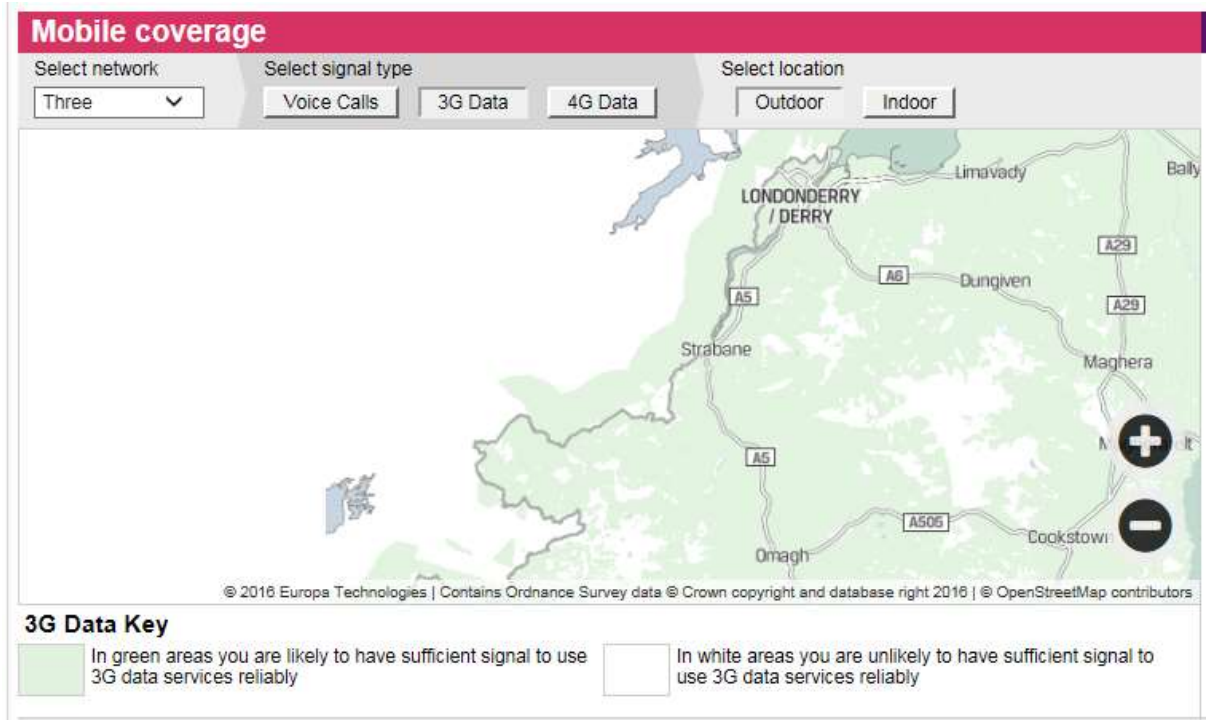 Mobile coverage
Select network
Select signal type
Select location
Three
Voice Calls
3G Data
4G Data
Outdoor
Indoor
Limavady
Bally
LONDONDERRY
/ DERRY
A29
A6
Dungiven
A5
A29
Strabane
Maghera
A5
A505
Cookstown
Omagh
© 2016 Europa Technologies | Contains Ordnance Survey data © Crown copyright and database right 2016 | © OpenStreetMap contributors
3G Data Key
In green areas you are likely to have sufficient signal to use
3G data services reliably
In white areas you are unlikely to have sufficient signal to
use 3G data services reliably